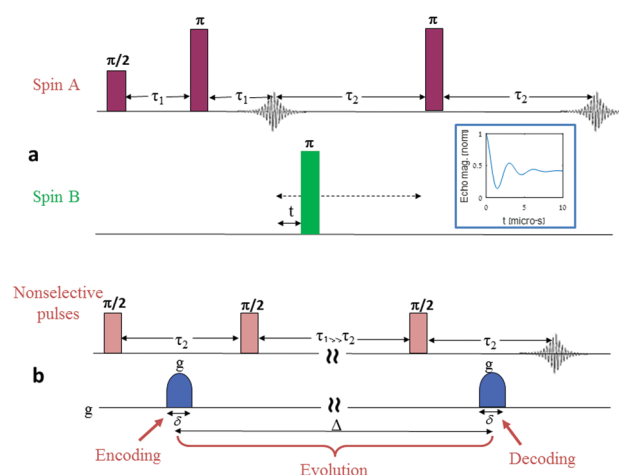 π
π
π/2
Spin A
τ1
τ1
τ2
τ2
a
π
Spin B
t
Echo mag. [norm]
1
0.5
0
0 5 10
t [micro-s]
Nonselective
pulses
π/2
π/2
π/2
τ2
τ1>>τ2
τ2
b
g
g
g
δ
δ
Δ
Encoding
Decoding
Evolution